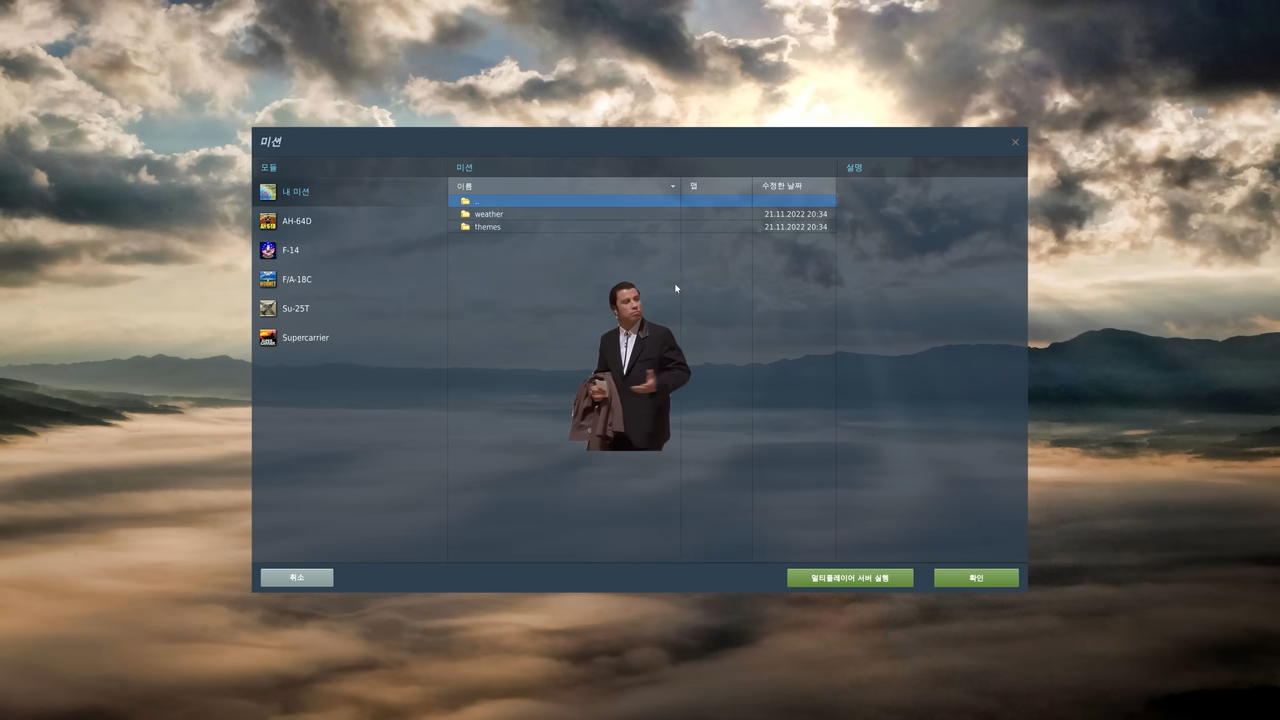 미션
모듈
미션
설명
내 미션
AH-64D
F-14
F/A-18C
Su-25T
Supercarrier
이름
맵
수정한 날짜
..
weather
21.11.2022 20:34
themes
21.11.2022 20:34
취소
멀티플레이어 서버 실행
확인